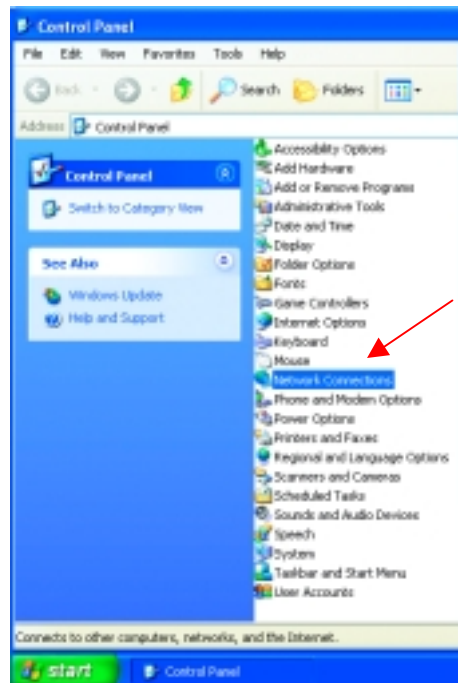 Control Panel
File Edit View Favorites Tools Help
Back Search Folders
Address Control Panel
Control Panel
Switch to Category View
See Also
Windows Update
Help and Support
Accessibility Options
Add Hardware
Add or Remove Programs
Administrative Tools
Date and Time
Display
Folder Options
Fonts
Game Controllers
Internet Options
Keyboard
Mouse
Network Connections
Phone and Modem Options
Power Options
Printers and Faxes
Regional and Language Options
Scanners and Cameras
Scheduled Tasks
Sounds and Audio Devices
Speech
System
Taskbar and Start Menu
User Accounts
Connects to other computers, networks, and the Internet.
start Control Panel